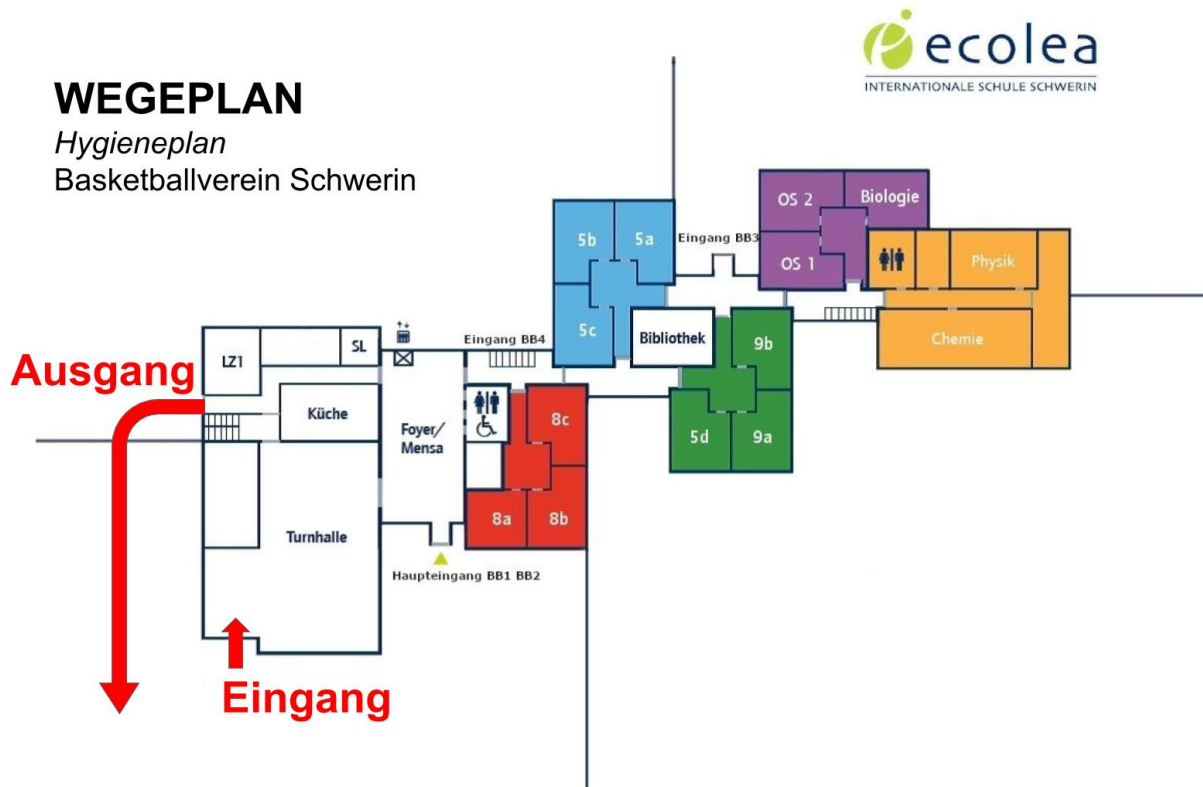 ecolea
INTERNATIONALE SCHULE SCHWERIN
WEGEPLAN
Hygieneplan
Basketballverein Schwerin
OS 2
Biologie
5b
5a
Eingang BB3
OS 1
Physik
5c
Bibliothek
9b
Chemie
Eingang BB4
SL
LZ1
Ausgang
Küche
Foyer/
Mensa
8c
5d
9a
8a
8b
Turnhalle
Haupteingang BB1 BB2
Eingang